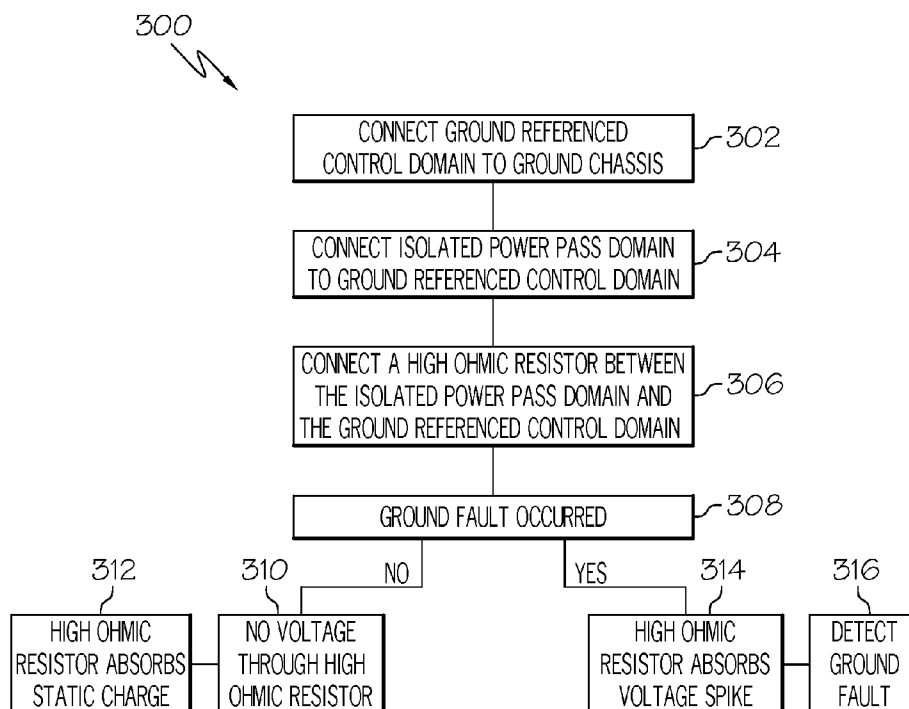 300
CONNECT GROUND REFERENCED
CONTROL DOMAIN TO GROUND CHASSIS
302
CONNECT ISOLATED POWER PASS DOMAIN
TO GROUND REFERENCED CONTROL DOMAIN
304
CONNECT A HIGH OHMIC RESISTOR BETWEEN
THE ISOLATED POWER PASS DOMAIN AND
THE GROUND REFERENCED CONTROL DOMAIN
306
GROUND FAULT OCCURRED
308
NO
YES
312
HIGH OHMIC
RESISTOR ABSORBS
STATIC CHARGE
310
NO VOLTAGE
THROUGH HIGH
OHMIC RESISTOR
314
HIGH OHMIC
RESISTOR ABSORBS
VOLTAGE SPIKE
316
DETECT
GROUND
FAULT